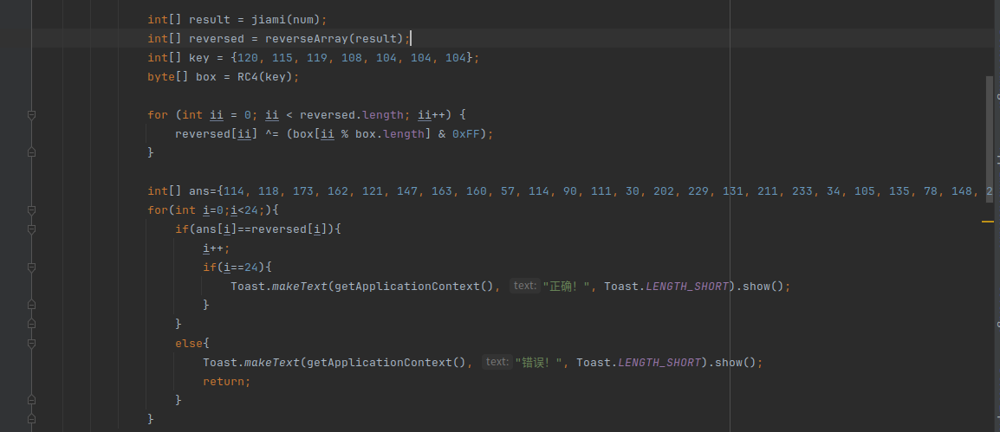 int[] result = jiami(num);
int[] reversed = reverseArray(result);
int[] key = {120, 115, 119, 108, 104, 104, 104};
byte[] box = RC4(key);
for (int ii = 0; ii < reversed.length; ii++) {
reversed[ii] ^= (box[ii % box.length] & 0xFF);
}
int[] ans={114, 118, 173, 162, 121, 147, 163, 160, 57, 114, 90, 111, 30, 202, 229, 131, 211, 233, 34, 105, 135, 78, 148,
for(int i=0;i<24;){
if(ans[i]==reversed[i]){
i++;
if(i==24){
Toast.makeText(getApplicationContext(), text: "正确!", Toast.LENGTH_SHORT).show();
}
}
else{
Toast.makeText(getApplicationContext(), text: "错误!", Toast.LENGTH_SHORT).show();
return;
}
}